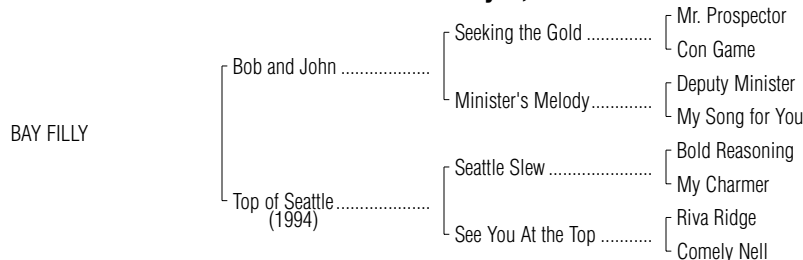 Mr. Prospector
Seeking the Gold ..............
Con Game
Bob and John ...................
Deputy Minister
Minister's Melody.............
My Song for You
BAY FILLY
Bold Reasoning
Seattle Slew ......................
My Charmer
Top of Seattle....................
(1994)
Riva Ridge
See You At the Top ...........
Comely Nell